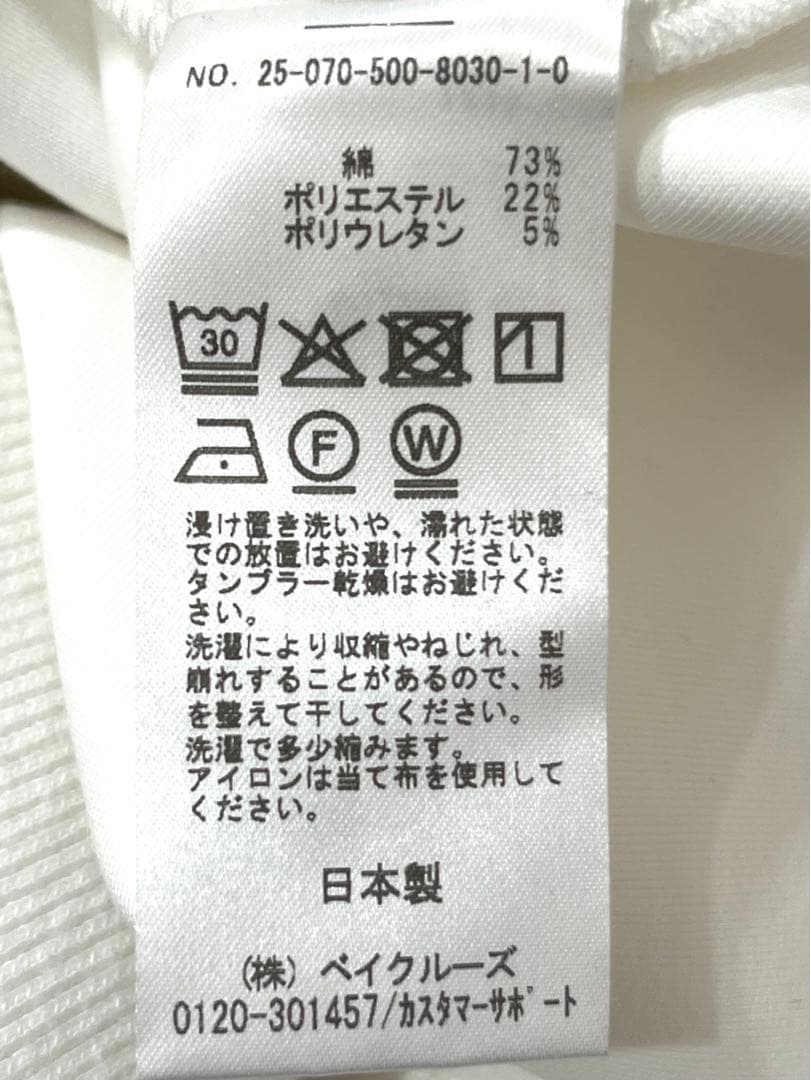 NO. 25-070-500-8030-1-0
綿 73%
ポリエステル 22%
ポリウレタン 5%
30
F W
浸け置き洗いや、濡れた状態
での放置はお避けください。
タンブラー乾燥はお避けくだ
さい。
洗濯により収縮やねじれ、型
崩れすることがあるので、形
を整えて干してください。
洗濯で多少縮みます。
アイロンは当て布を使用して
ください。
日本製
(株) ベイクルーズ
0120-301457/カスタマーサポート